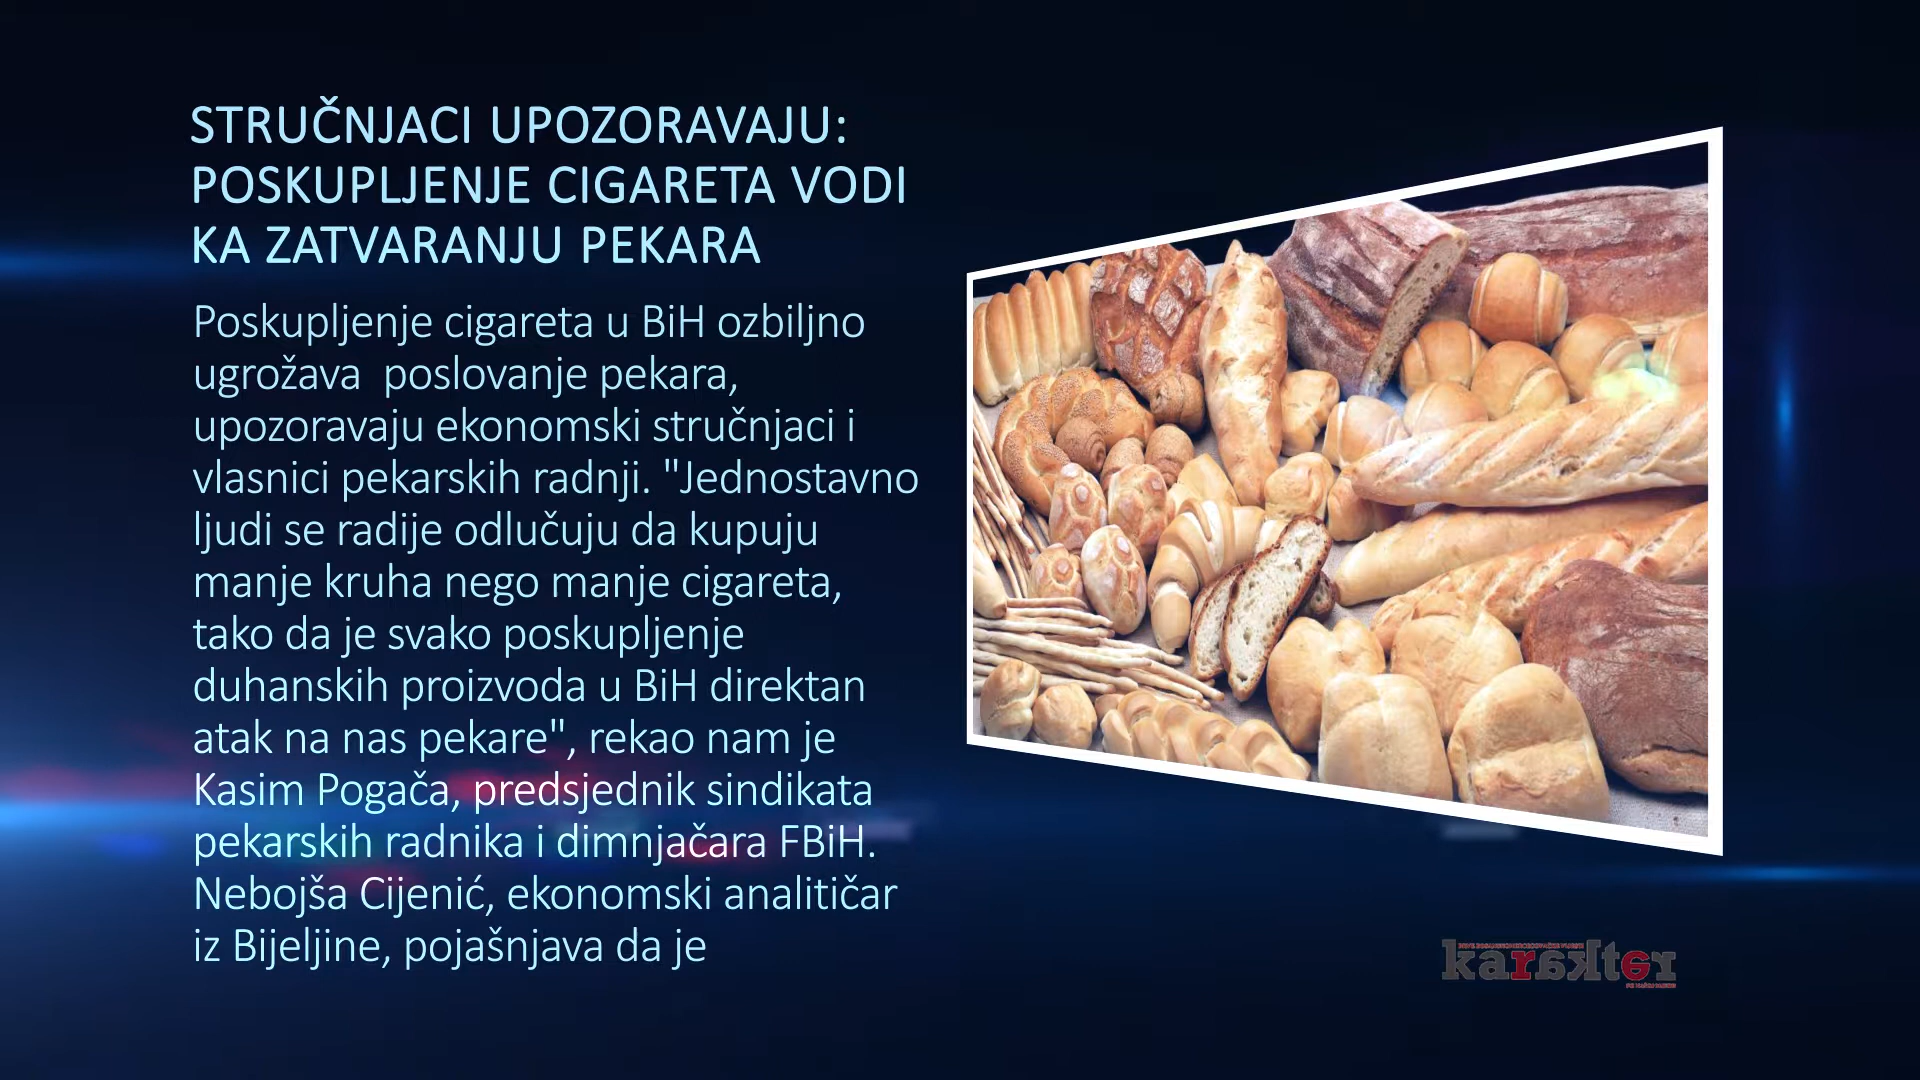 STRUČNJACI UPOZORAVAJU:
POSKUPLJENJE CIGARETA VODI
KA ZATVARANJU PEKARA
Poskupljenje cigareta u BiH ozbiljno
ugrožava  poslovanje pekara,
upozoravaju ekonomski stručnjaci i
vlasnici pekarskih radnji. "Jednostavno
ljudi se radije odlučuju da kupuju
manje kruha nego manje cigareta,
tako da je svako poskupljenje
duhanskih proizvoda u BiH direktan
atak na nas pekare", rekao nam je
Kasim Pogača, predsjednik sindikata
pekarskih radnika i dimnjačara FBiH.
Nebojša Cijenić, ekonomski analitičar
iz Bijeljine, pojašnjava da je
karakter